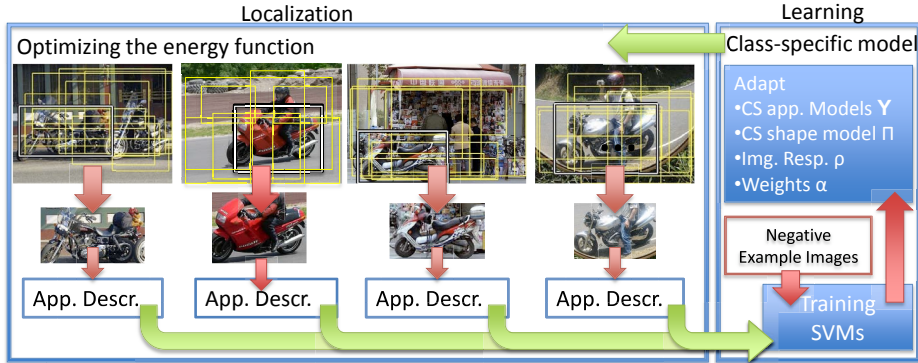 Localization
Learning
Optimizing the energy function
Class-specific model
Adapt
•CS app. Models Y
•CS shape model Π
•Img. Resp. ρ
•Weights α
Negative
Example Images
App. Descr.
App. Descr.
App. Descr.
App. Descr.
Training
SVMs